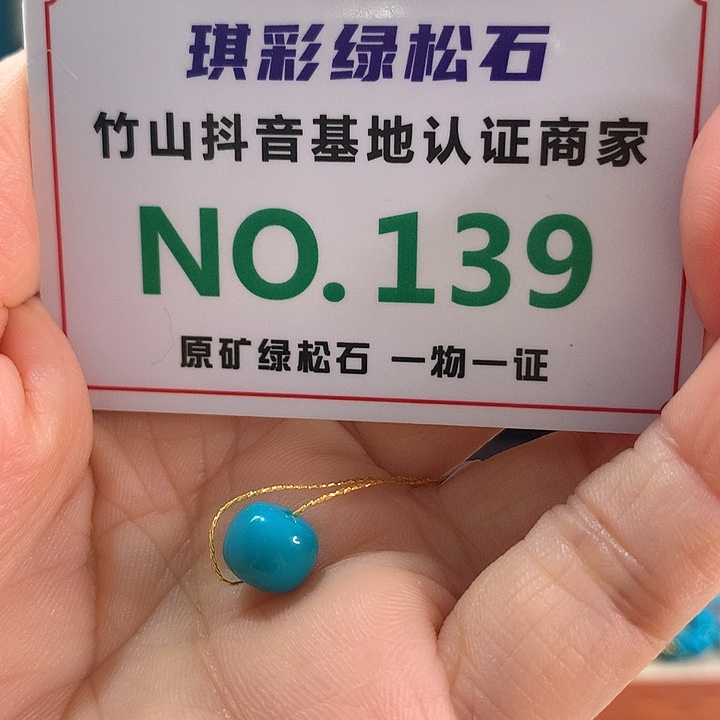 琪彩绿松石
竹山抖音基地认证商家
NO.139
原矿绿松石 一物一证